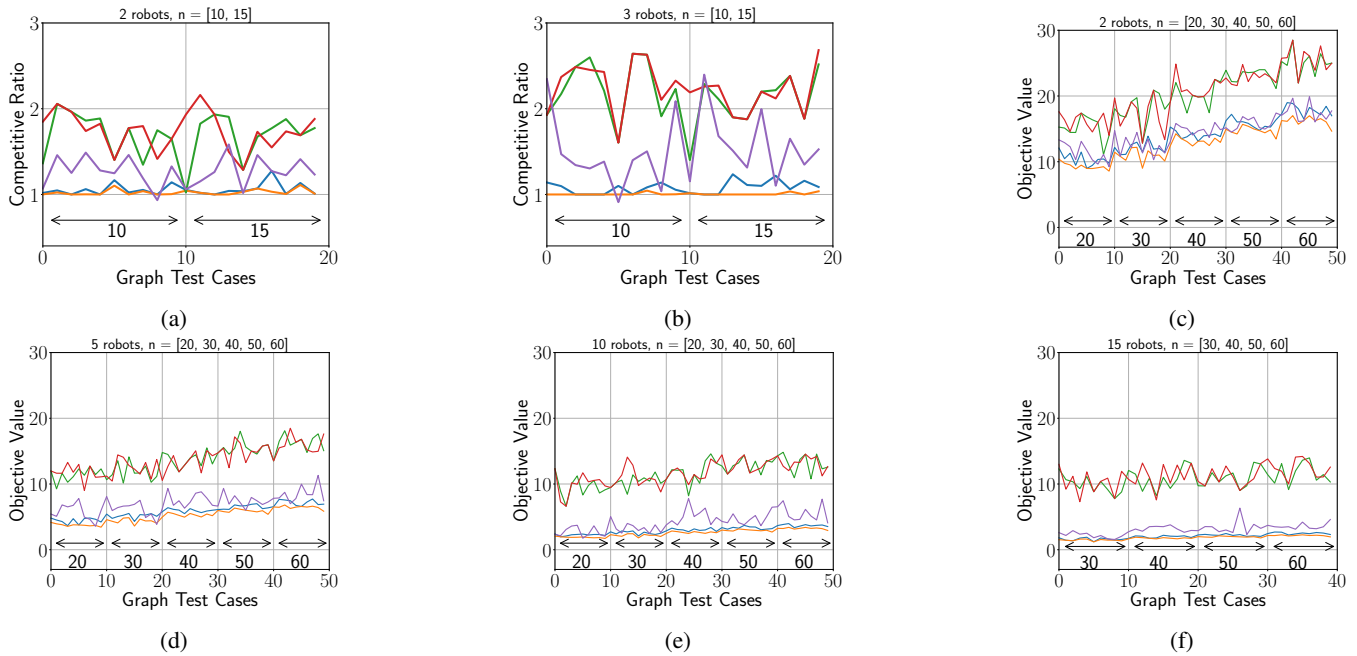 2 robots, n = [10, 15]
3
2
1
Competitive Ratio
10
15
0
10
20
Graph Test Cases
(a)
3 robots, n = [10, 15]
3
2
1
Competitive Ratio
10
15
0
10
20
Graph Test Cases
(b)
2 robots, n = [20, 30, 40, 50, 60]
30
20
10
0
Objective Value
20 30 40 50 60
0 10 20 30 40 50
Graph Test Cases
(c)
5 robots, n = [20, 30, 40, 50, 60]
30
20
10
0
Objective Value
20 30 40 50 60
0 10 20 30 40 50
Graph Test Cases
(d)
10 robots, n = [20, 30, 40, 50, 60]
30
20
10
0
Objective Value
20 30 40 50 60
0 10 20 30 40 50
Graph Test Cases
(e)
15 robots, n = [30, 40, 50, 60]
30
20
10
0
Objective Value
30 40 50 60
0 10 20 30 40
Graph Test Cases
(f)